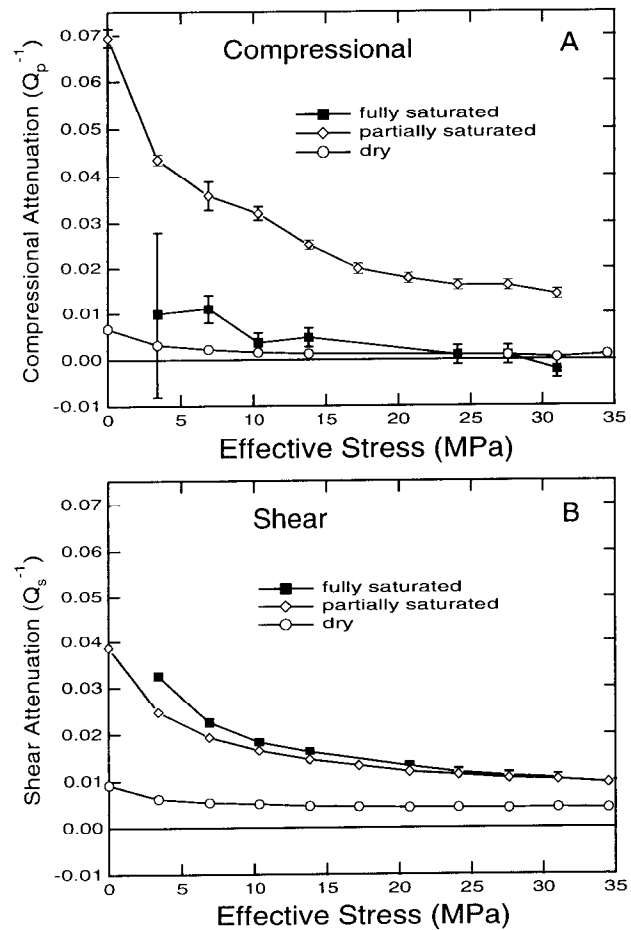 A
Compressional
fully saturated
partially saturated
dry
Compressional Attenuation (Qp⁻¹)
0.07
0.06
0.05
0.04
0.03
0.02
0.01
0.00
-0.01
0
5
10
15
20
25
30
35
Effective Stress (MPa)
B
Shear
fully saturated
partially saturated
dry
Shear Attenuation (Qs⁻¹)
0.07
0.06
0.05
0.04
0.03
0.02
0.01
0.00
-0.01
0
5
10
15
20
25
30
35
Effective Stress (MPa)